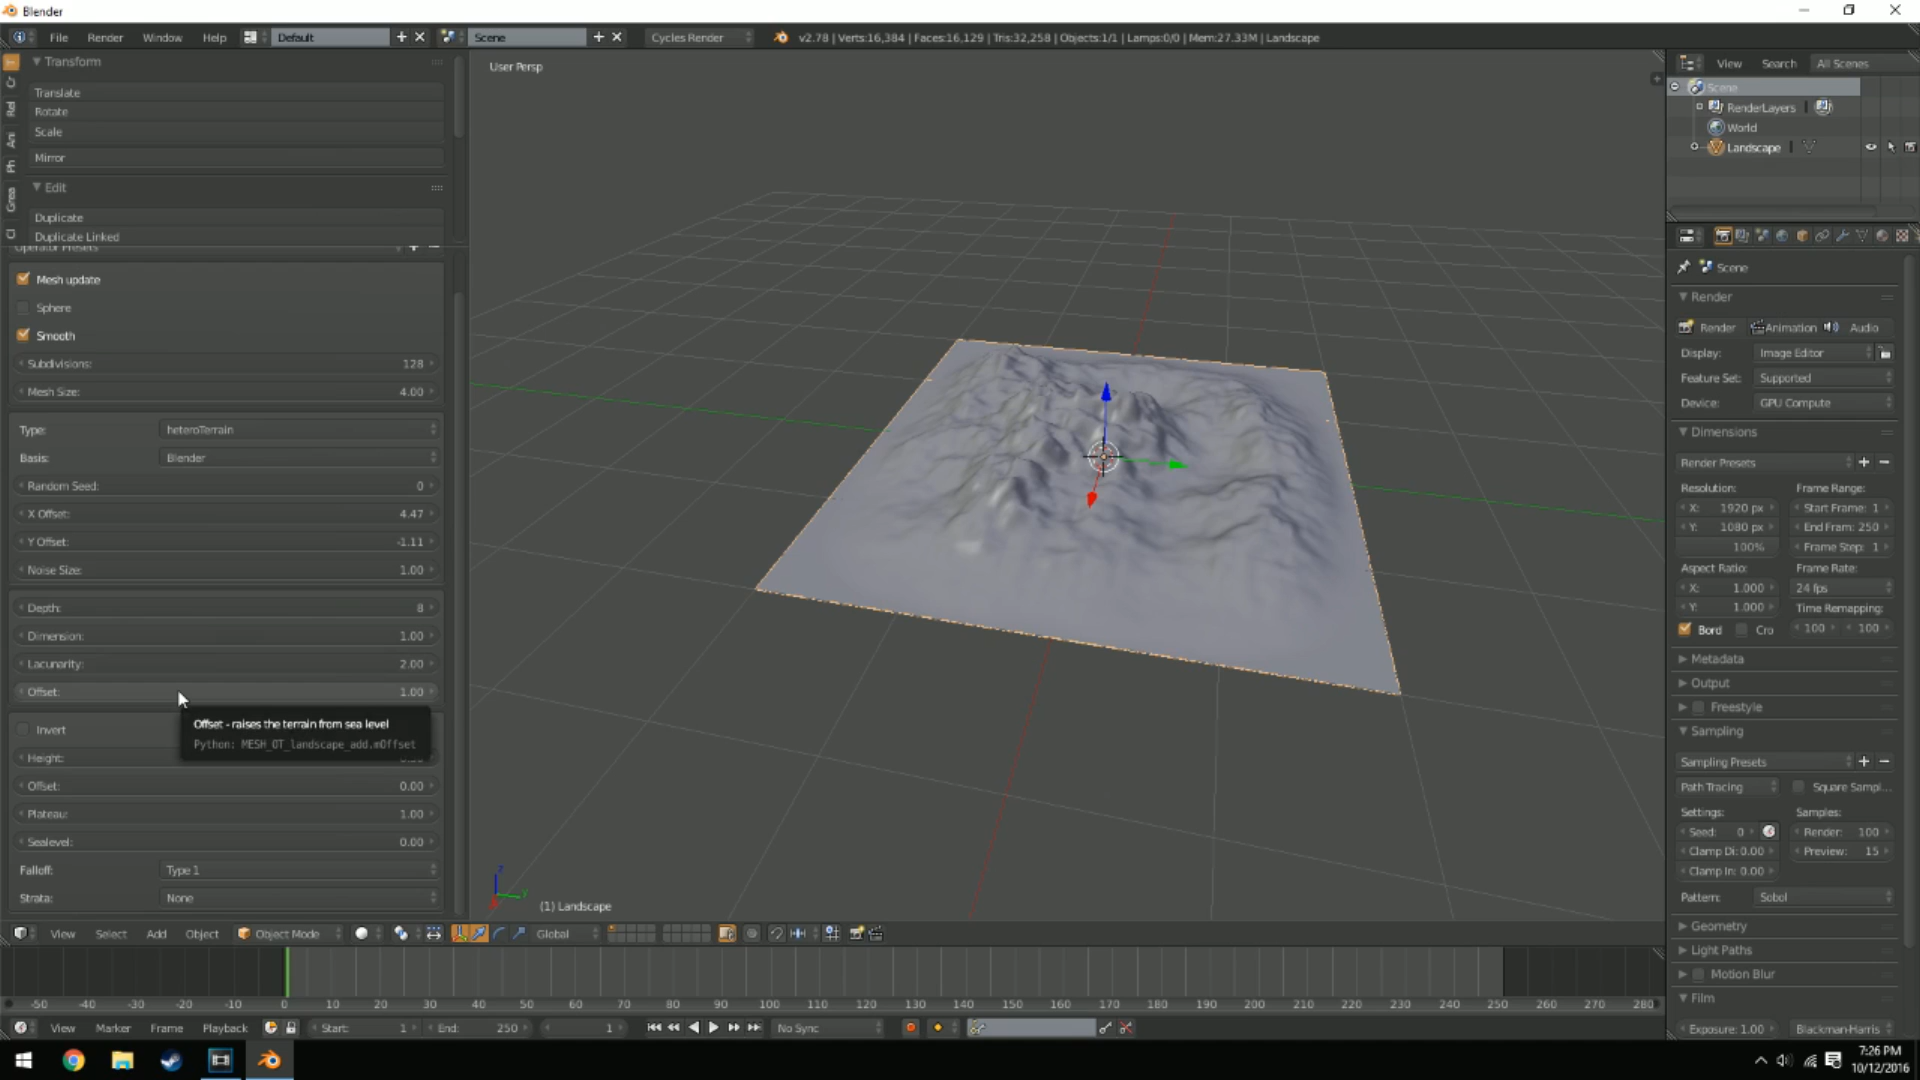 Blender
File Render Window Help Default Scene Cycles Render v2.78 | Verts:16,384 | Faces:16,129 | Tris:32,258 | Objects:1/1 | Lamps:0/0 | Mem:27.33M | Landscape
Transform
Translate
Rotate
Scale
Mirror
Edit
Duplicate
Duplicate Linked
Operator Presets
Mesh update
Sphere
Smooth
Subdivisions: 128
Mesh Size: 4.00
Type: heteroTerrain
Basis: Blender
Random Seed: 0
X Offset: 4.47
Y Offset: -1.11
Noise Size: 1.00
Depth: 8
Dimension: 1.00
Lacunarity: 2.00
Offset: 1.00
Offset - raises the terrain from sea level
Python: MESH_OT_landscape_add.mOffset
Invert
Height:
Offset: 0.00
Plateau: 1.00
Sealevel: 0.00
Falloff: Type 1
Strata: None
Rel
Ani
Ph
Grea
User Persp
(1) Landscape
View Select Add Object Object Mode Global
-50 -40 -30 -20 -10 0 10 20 30 40 50 60 70 80 90 100 110 120 130 140 150 160 170 180 190 200 210 220 230 240 250 260 270 280
View Marker Frame Playback Start: 1 End: 250 1 No Sync
View Search All Scenes
Scene
RenderLayers
World
Landscape
Scene
Render
Render Animation Audio
Display: Image Editor
Feature Set: Supported
Device: GPU Compute
Dimensions
Render Presets
Resolution: Frame Range:
X: 1920 px Start Frame: 1
Y: 1080 px End Fram: 250
100% Frame Step: 1
Aspect Ratio: Frame Rate:
X: 1.000 24 fps
Y: 1.000 Time Remapping:
Bord Cro 100 100
Metadata
Output
Freestyle
Sampling
Sampling Presets
Path Tracing Square Sampl...
Settings: Samples:
Seed: 0 Render: 100
Clamp Di: 0.00 Preview: 15
Clamp In: 0.00
Pattern: Sobol
Geometry
Light Paths
Motion Blur
Film
Exposure: 1.00 Blackman-Harris
7:26 PM
10/12/2016